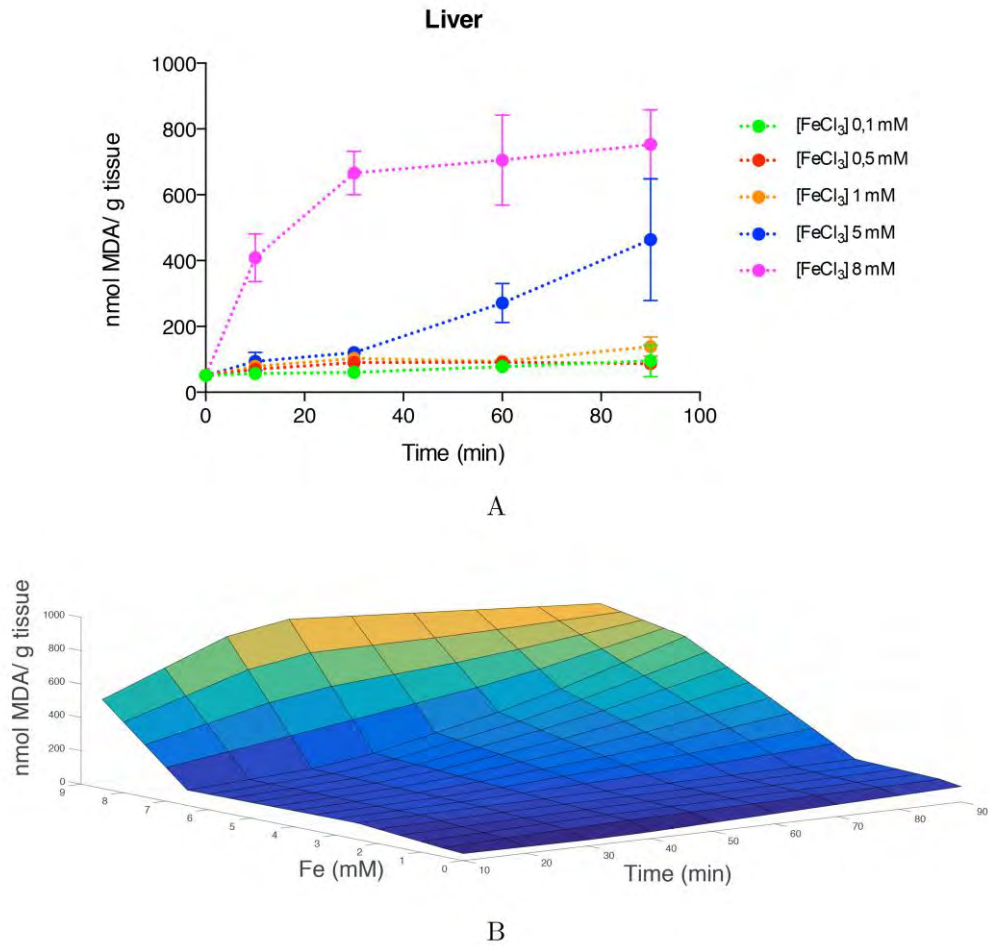 Liver
nmol MDA/ g tissue
1000
800
600
400
200
0
0 20 40 60 80 100
Time (min)
[FeCl₃] 0,1 mM
[FeCl₃] 0,5 mM
[FeCl₃] 1 mM
[FeCl₃] 5 mM
[FeCl₃] 8 mM
A
nmol MDA/ g tissue
1000
800
600
400
200
0
9 8 7 6 5 4 3 2 1 0
Fe (mM)
10 20 30 40 50 60 70 80 90
Time (min)
B